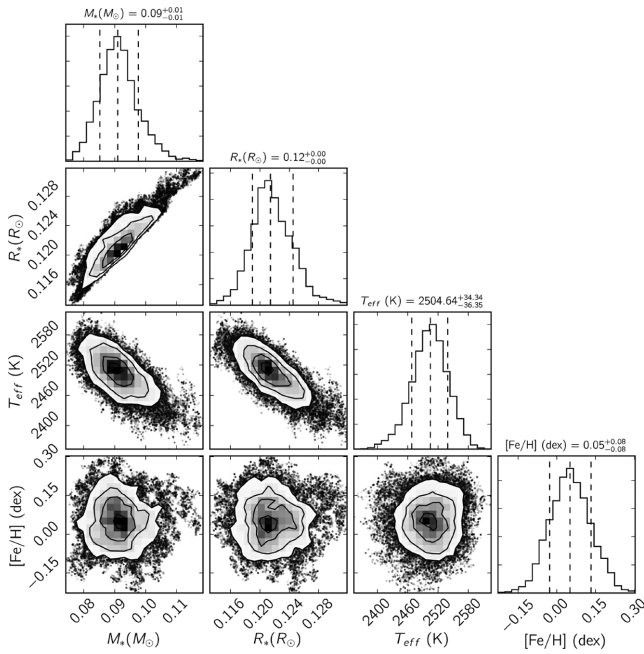 M∗(M⊙) = 0.09+0.01−0.01
R∗(R⊙) = 0.12+0.00−0.00
0.128
0.124
0.120
0.116
R∗(R⊙)
Teff (K) = 2504.64+34.34−36.35
2580
2520
2460
2400
Teff (K)
[Fe/H] (dex) = 0.05+0.08−0.08
0.30
0.15
0.00
−0.15
[Fe/H] (dex)
0.08 0.09 0.10 0.11
0.116 0.120 0.124 0.128
2400 2460 2520 2580
−0.15 0.00 0.15 0.30
M∗(M⊙) R∗(R⊙) Teff (K) [Fe/H] (dex)